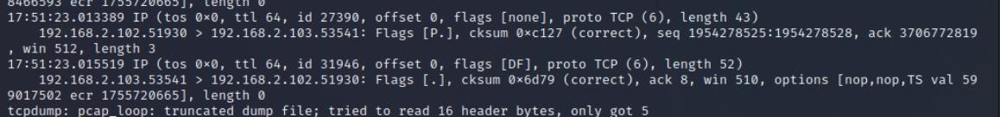 8466593 ecr 1755720665], length 0
17:51:23.013389 IP (tos 0×0, ttl 64, id 27390, offset 0, flags [none], proto TCP (6), length 43)
192.168.2.102.51930 > 192.168.2.103.53541: Flags [P.], cksum 0×c127 (correct), seq 1954278525:1954278528, ack 3706772819
, win 512, length 3
17:51:23.015519 IP (tos 0×0, ttl 64, id 31946, offset 0, flags [DF], proto TCP (6), length 52)
192.168.2.103.53541 > 192.168.2.102.51930: Flags [.], cksum 0×6d79 (correct), ack 8, win 510, options [nop,nop,TS val 59
9017502 ecr 1755720665], length 0
tcpdump: pcap_loop: truncated dump file; tried to read 16 header bytes, only got 5